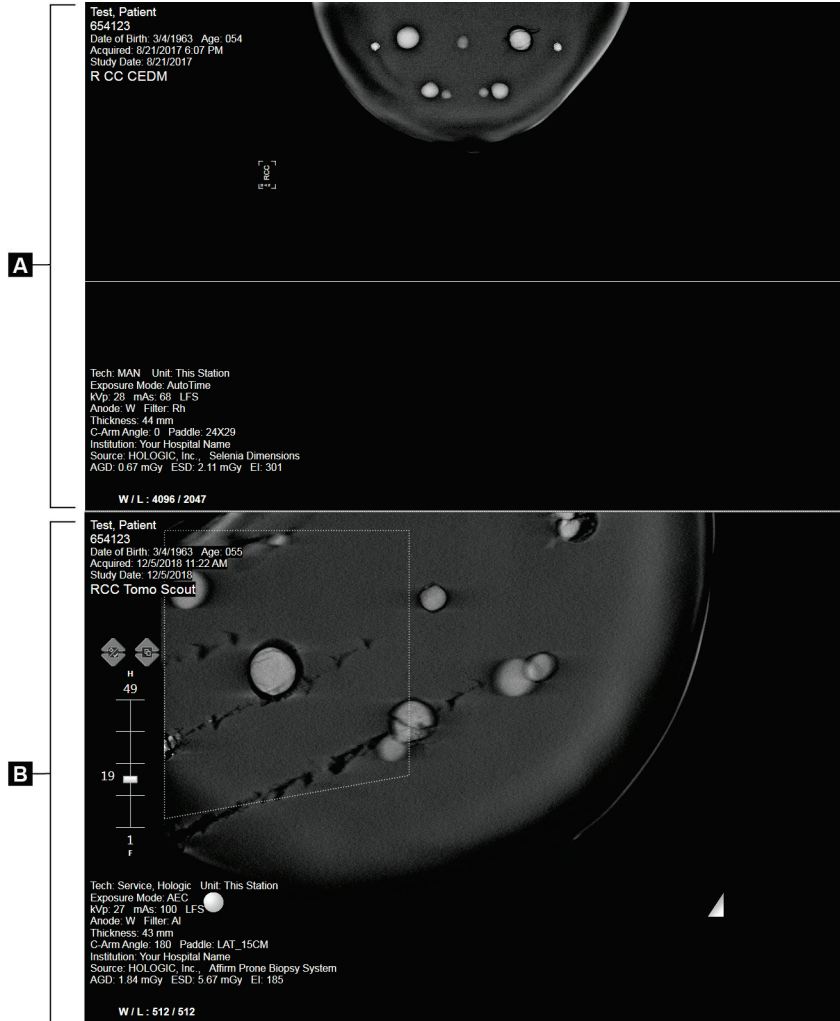 Test, Patient
654123
Date of Birth: 3/4/1963 Age: 054
Acquired: 8/21/2017 6:07 PM
Study Date: 8/21/2017
R CC CEDM
RCC
A
Tech: MAN Unit: This Station
Exposure Mode: AutoTime
kVp: 28 mAs: 68 LFS
Anode: W Filter: Rh
Thickness: 44 mm
C-Arm Angle: 0 Paddle: 24X29
Institution: Your Hospital Name
Source: HOLOGIC, Inc., Selenia Dimensions
AGD: 0.67 mGy ESD: 2.11 mGy EI: 301
W / L : 4096 / 2047
Test, Patient
654123
Date of Birth: 3/4/1963 Age: 055
Acquired: 12/5/2018 11:22 AM
Study Date: 12/5/2018
RCC Tomo Scout
H
49
B
19
1
F
Tech: Service, Hologic Unit: This Station
Exposure Mode: AEC
kVp: 27 mAs: 100 LFS
Anode: W Filter: Al
Thickness: 43 mm
C-Arm Angle: 180 Paddle: LAT_15CM
Institution: Your Hospital Name
Source: HOLOGIC, Inc., Affirm Prone Biopsy System
AGD: 1.84 mGy ESD: 5.67 mGy EI: 185
W / L : 512 / 512